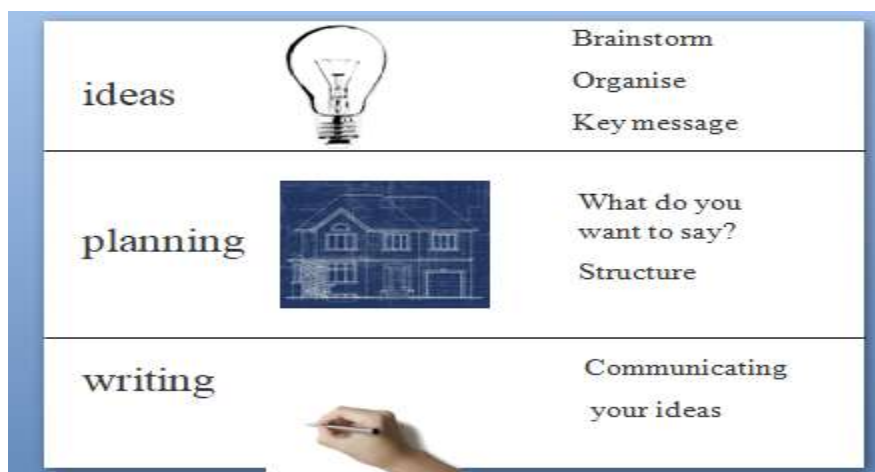 ideas
Brainstorm
Organise
Key message
planning
What do you
want to say?
Structure
writing
Communicating
your ideas